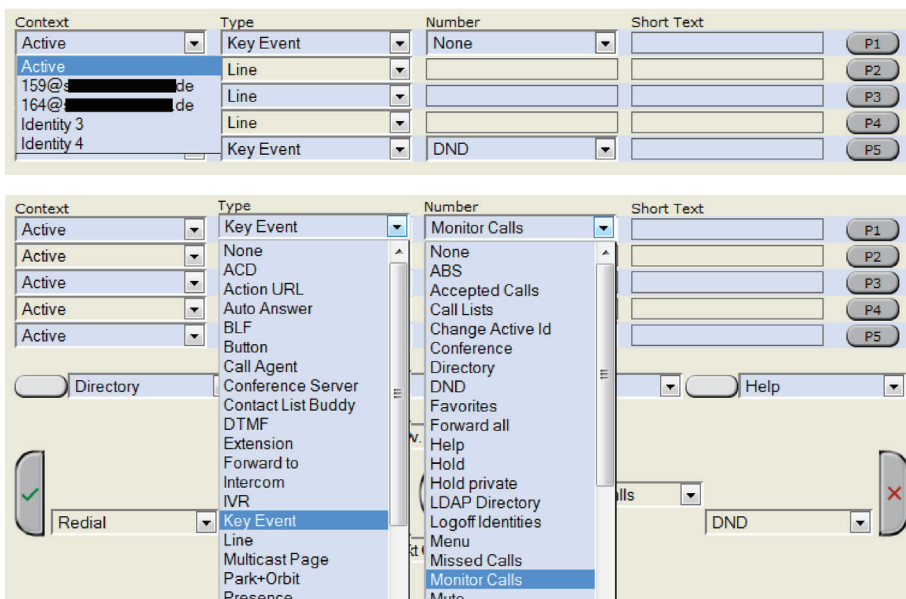 Context Type Number Short Text
Active Key Event None P1
Active Line P2
159@s de
Line P3
164@ .de
Identity 3 Line P4
Identity 4
Key Event DND P5
Context Type Number Short Text
Active Key Event Monitor Calls P1
Active None None P2
ACD ABS
Active Action URL Accepted Calls P3
Active Auto Answer Call Lists P4
BLF Change Active Id
Active Button Conference P5
Call Agent Directory
Directory Conference Server DND Help
Contact List Buddy Favorites
DTMF Forward all
Extension Help
Forward to Hold
Intercom Hold private
IVR LDAP Directory
Redial Key Event Logoff Identities DND
Line Menu
Multicast Page Missed Calls
Park+Orbit Monitor Calls
Presence Mute